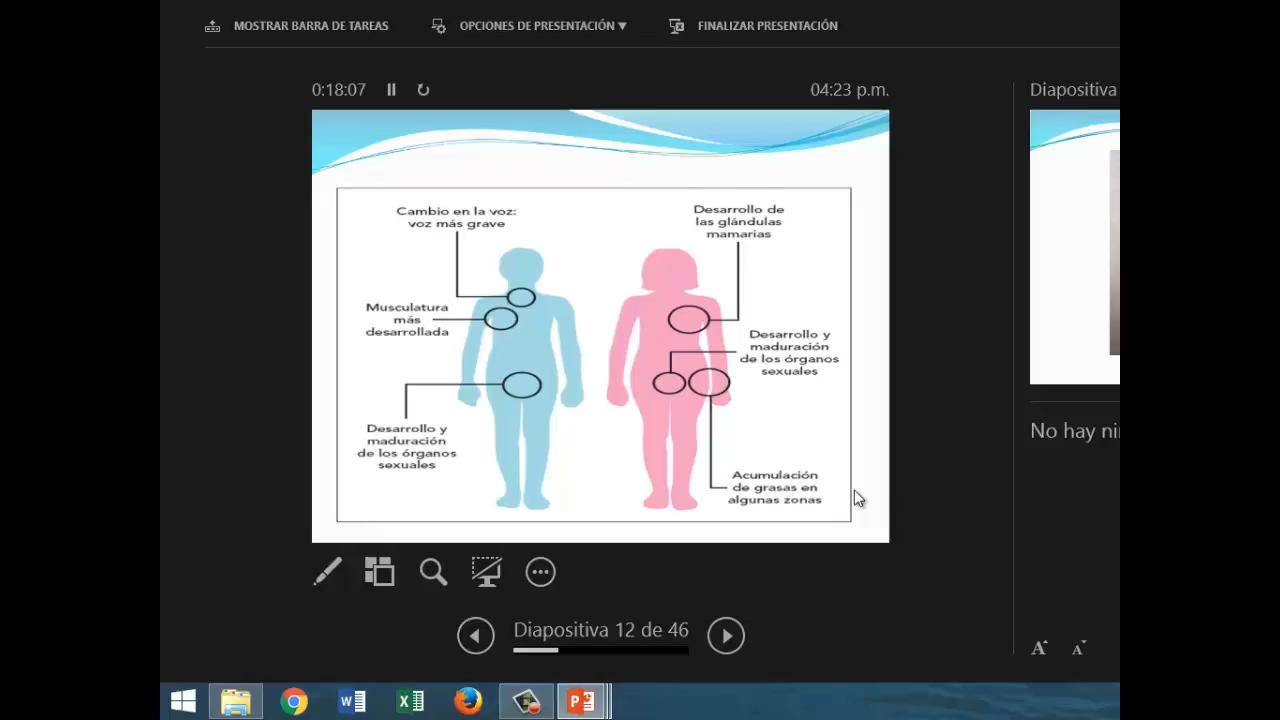 MOSTRAR BARRA DE TAREAS
OPCIONES DE PRESENTACIÓN ▼
FINALIZAR PRESENTACIÓN
0:18:07
04:23 p.m.
Diapositiva
Cambio en la voz:
voz más grave
Desarrollo de
las glándulas
mamarias
Musculatura
más
desarrollada
Desarrollo y
maduración
de los órganos
sexuales
Desarrollo y
maduración
de los órganos
sexuales
Acumulación
de grasas en
algunas zonas
No hay
Diapositiva 12 de 46
A A